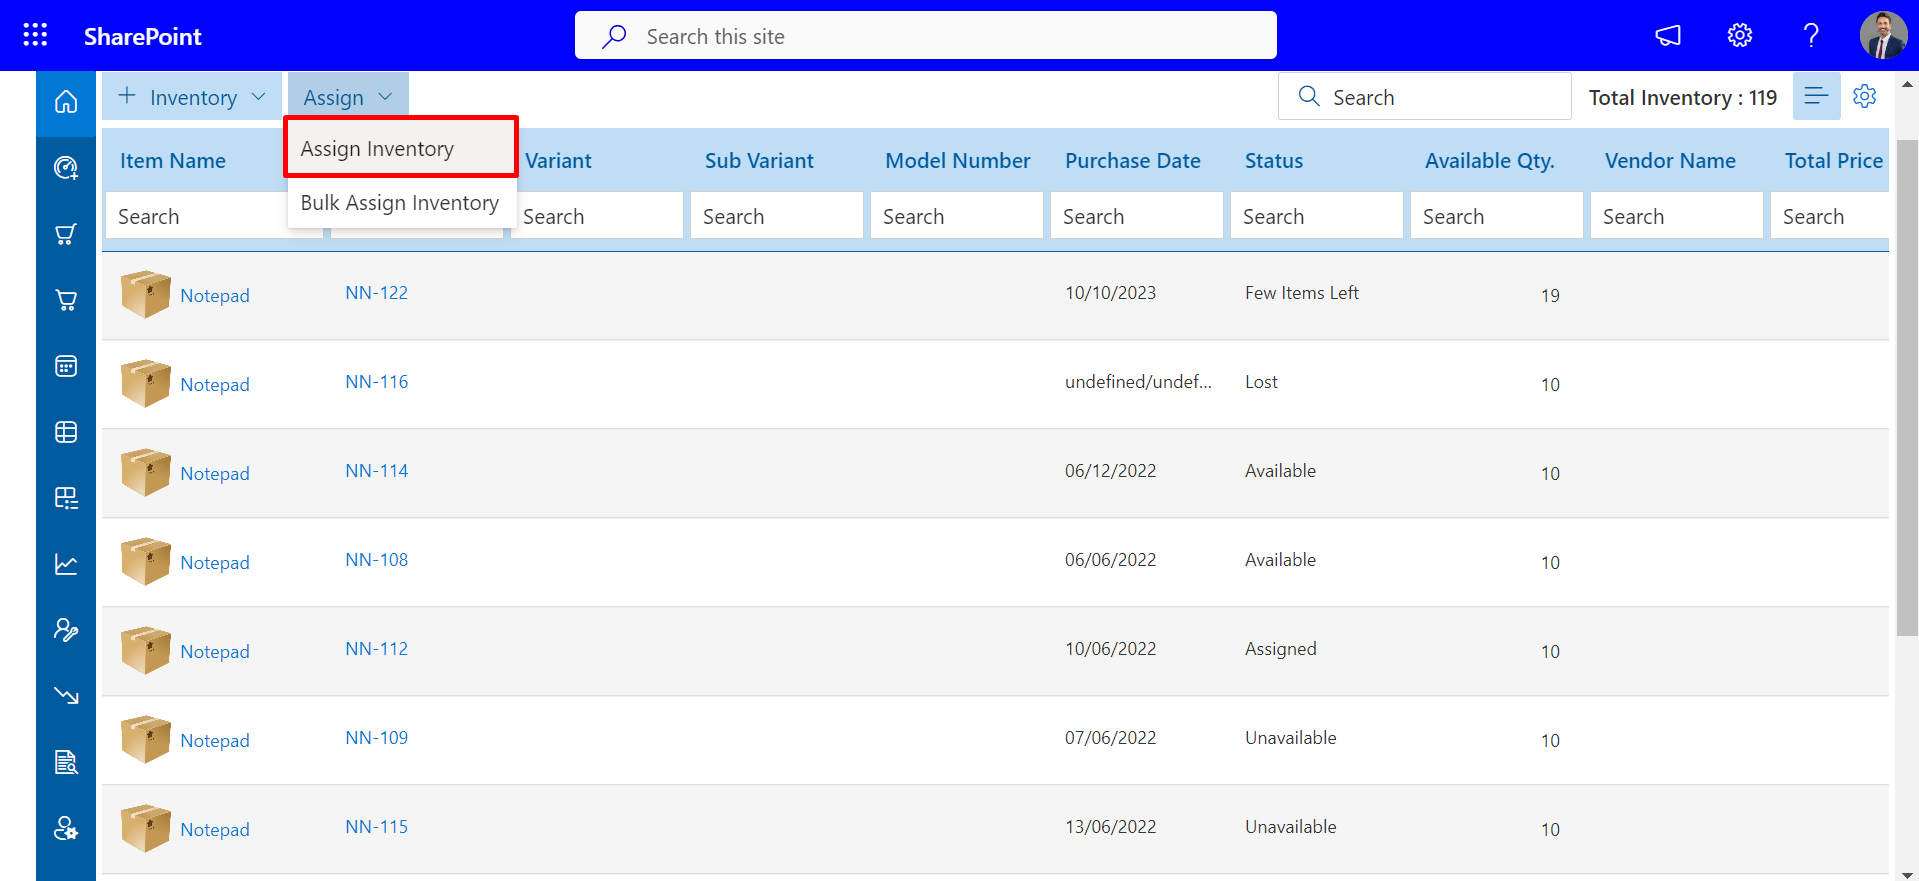 SharePoint
Search this site
Inventory Assign Search Total Inventory : 119
Assign Inventory
Bulk Assign Inventory
Item Name Variant Sub Variant Model Number Purchase Date Status Available Qty. Vendor Name Total Price
Search Search Search Search Search Search Search Search Search
Notepad NN-122 10/10/2023 Few Items Left 19
Notepad NN-116 undefined/undef... Lost 10
Notepad NN-114 06/12/2022 Available 10
Notepad NN-108 06/06/2022 Available 10
Notepad NN-112 10/06/2022 Assigned 10
Notepad NN-109 07/06/2022 Unavailable 10
Notepad NN-115 13/06/2022 Unavailable 10